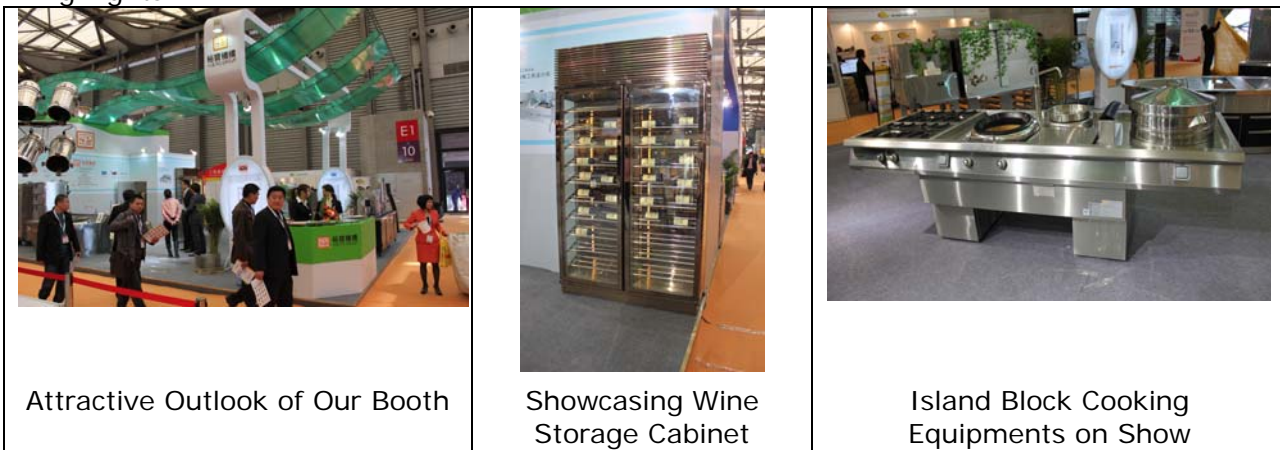 E1
10
Attractive Outlook of Our Booth
Showcasing Wine
Storage Cabinet
Island Block Cooking
Equipments on Show